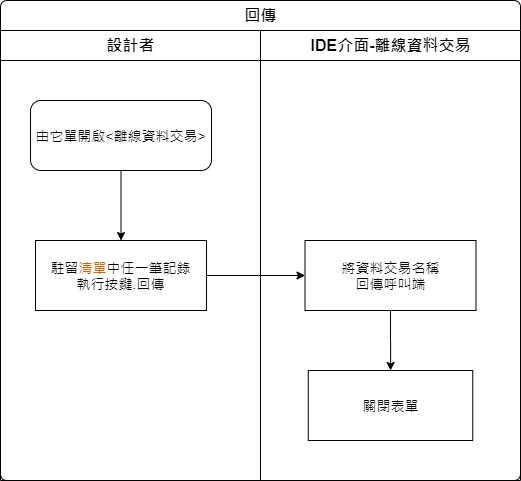 回傳
設計者
IDE介面-離線資料交易
由它單開啟<離線資料交易>
駐留清單中任一筆記錄
執行按鍵.回傳
將資料交易名稱
回傳呼叫端
關閉表單